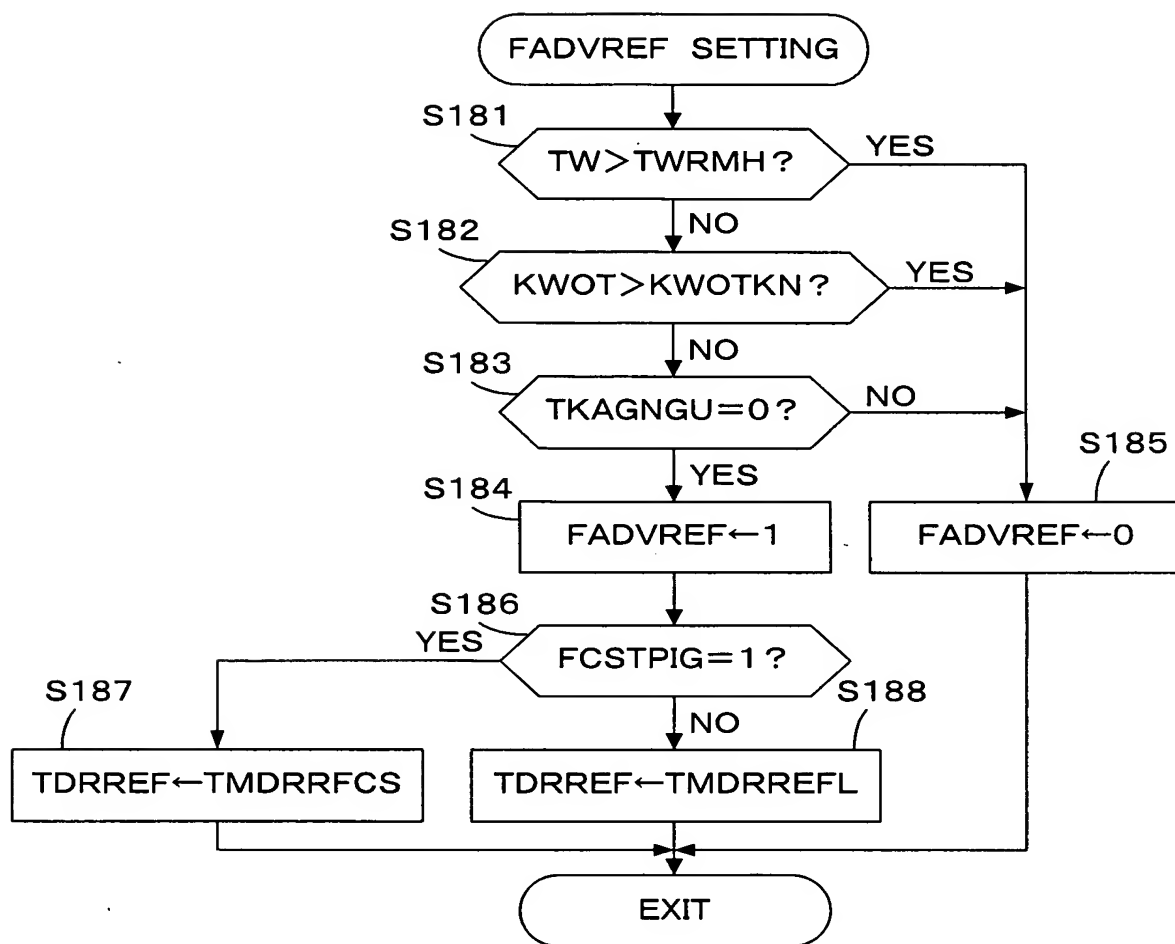 FADVREF SETTING
S181
TW>TWRMH?
YES
NO
S182
KWOT>KWOTKN?
YES
NO
S183
TKAGNGU=0?
NO
YES
S184
FADVREF←1
S185
FADVREF←0
S186
YES
FCSTPIG=1?
NO
S187
TDRREF←TMDRRFCS
S188
TDRREF←TMDRREFL
EXIT